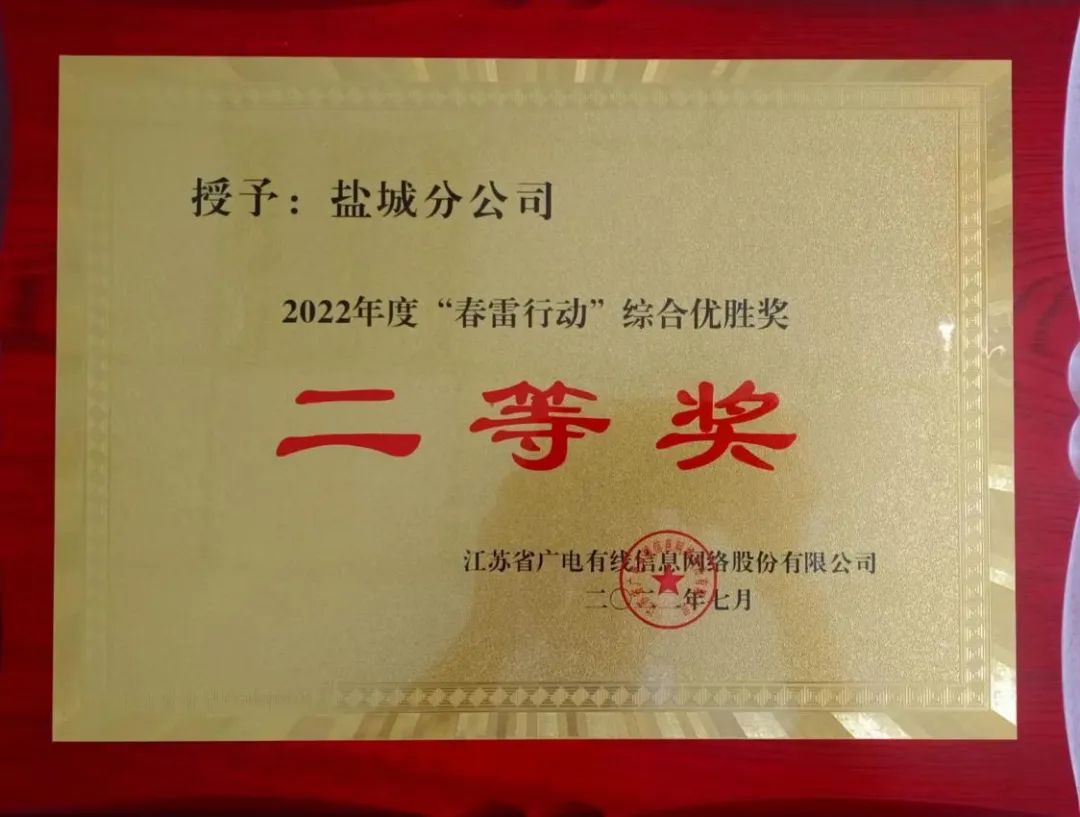 授予：盐城分公司
2022年度“春雷行动”综合优胜奖
二等奖
江苏省广电有线信息网络股份有限公司
二〇二二年七月